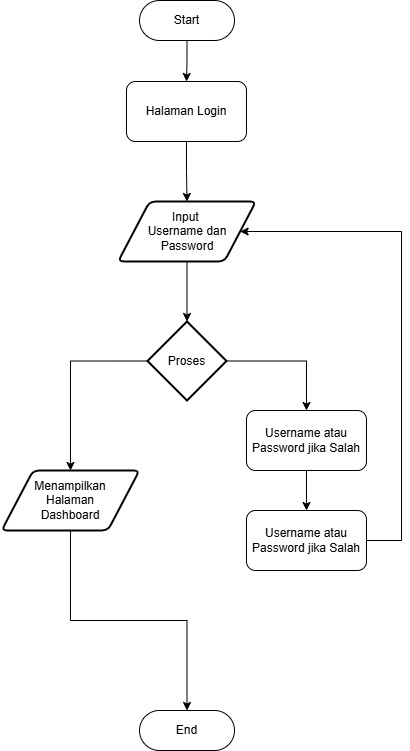 Start
Halaman Login
Input
Username dan
Password
Proses
Username atau
Password jika Salah
Menampilkan
Halaman
Dashboard
Username atau
Password jika Salah
End